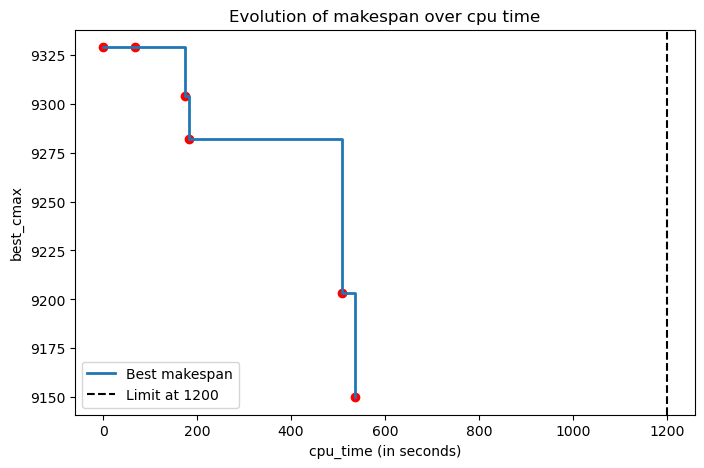 Evolution of makespan over cpu time
best_cmax
9325
9300
9275
9250
9225
9200
9175
9150
Best makespan
Limit at 1200
0 200 400 600 800 1000 1200
cpu_time (in seconds)